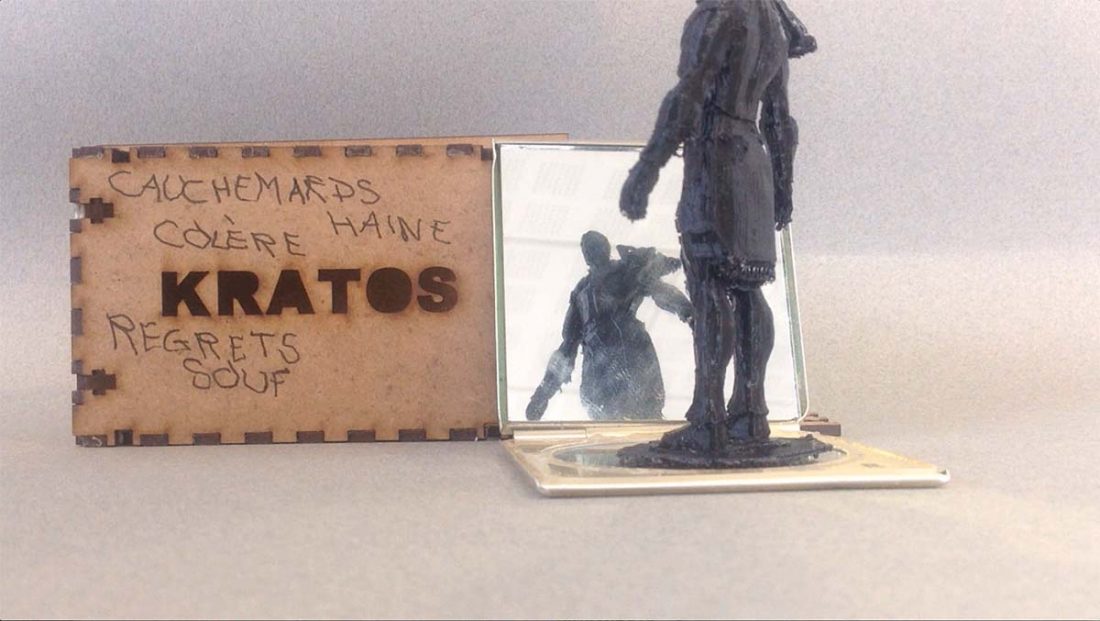 CAUCHEMARDS
COLÈRE HAINE
KRATOS
REGRETS
SOUF